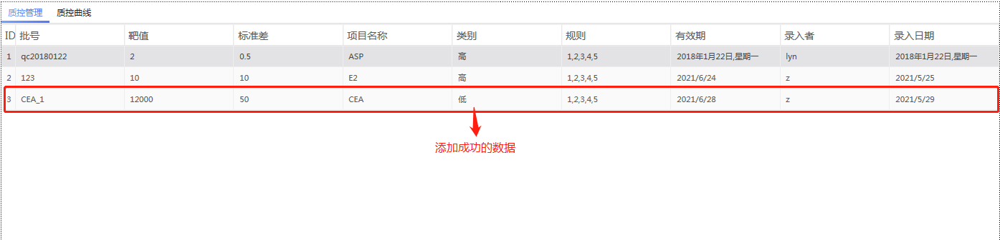 质控管理 质控曲线
ID 批号 靶值 标准差 项目名称 类别 规则 有效期 录入者 录入日期
1 qc20180122 2 0.5 ASP 高 1,2,3,4,5 2018年1月22日,星期一 lyn 2018年1月22日,星期一
2 123 10 10 E2 高 1,2,3,4,5 2021/6/24 z 2021/5/25
3 CEA_1 12000 50 CEA 低 1,2,3,4,5 2021/6/28 z 2021/5/29
添加成功的数据